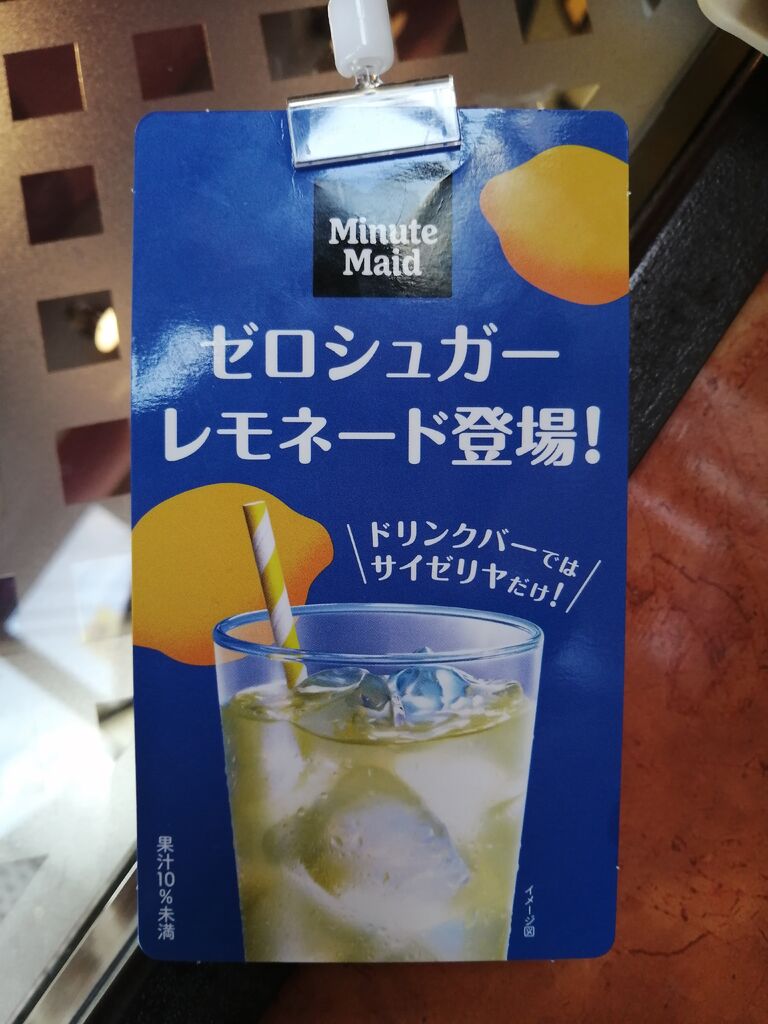 Minute
Maid
ゼロシュガー
レモネード登場!
ドリンクバーでは
サイゼリヤだけ!
果汁10%未満
イメージ図